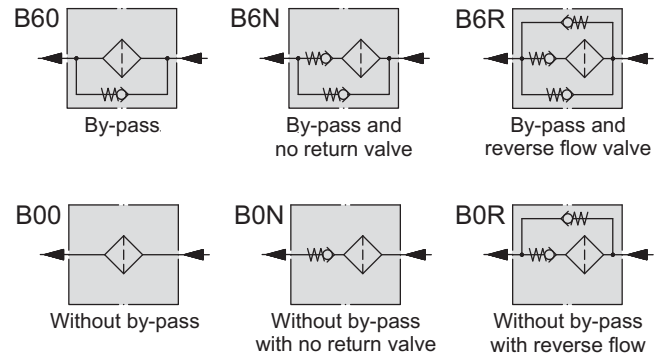 B60
By-pass
B6N
By-pass and
no return valve
B6R
By-pass and
reverse flow valve
B00
Without by-pass
B0N
Without by-pass
with no return valve
B0R
Without by-pass
with reverse flow